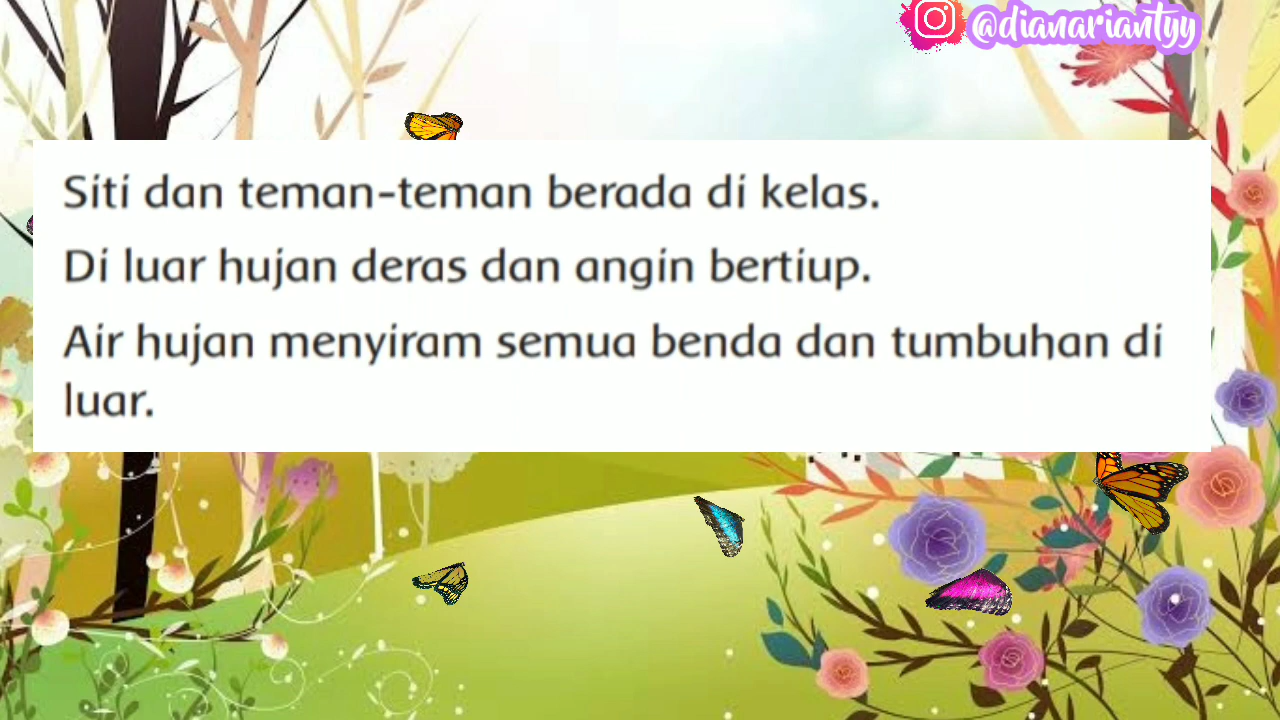 @dianariantyy
Siti dan teman-teman berada di kelas.
Di luar hujan deras dan angin bertiup.
Air hujan menyiram semua benda dan tumbuhan di
luar.